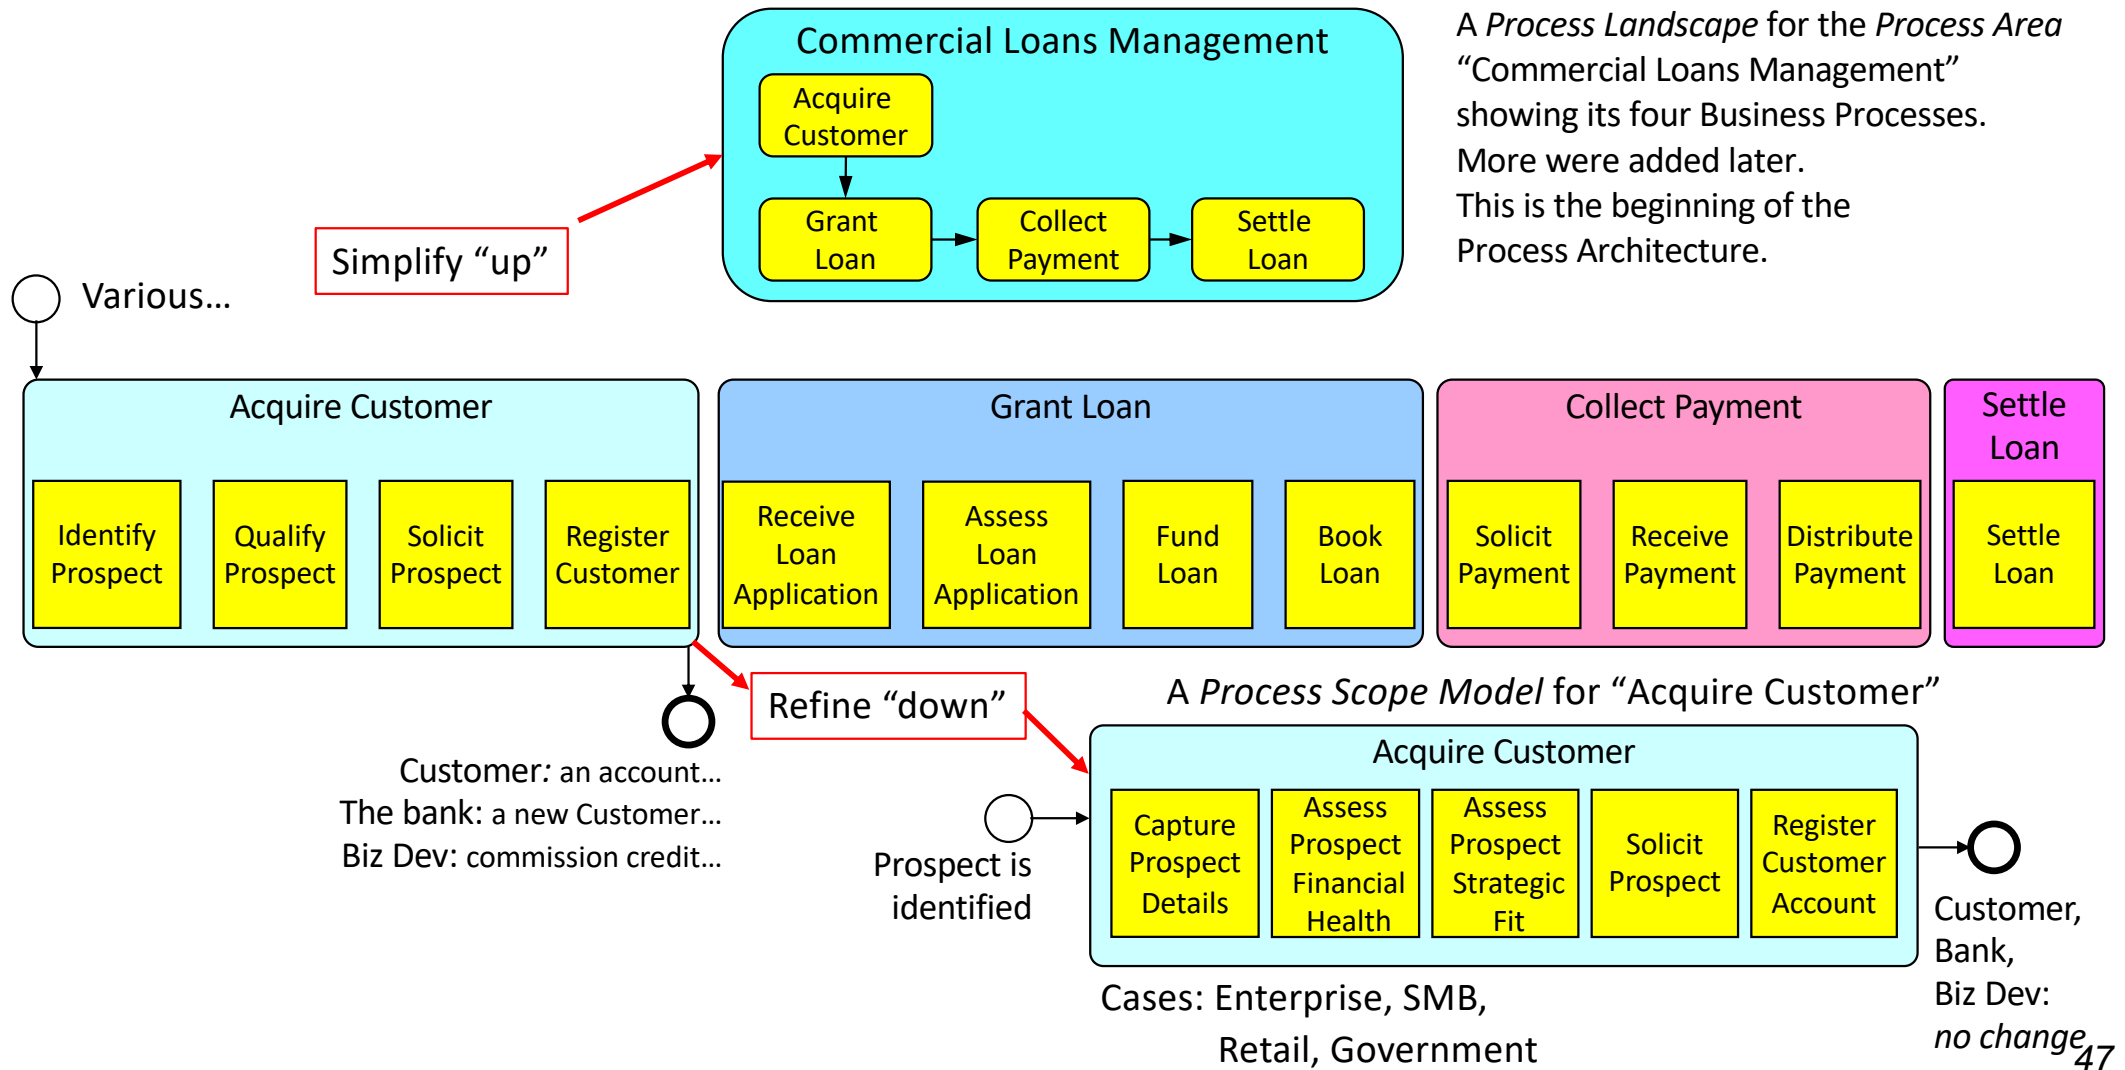 Commercial Loans Management
Acquire
Customer
Grant
Loan
Collect
Payment
Settle
Loan
A Process Landscape for the Process Area
“Commercial Loans Management”
showing its four Business Processes.
More were added later.
This is the beginning of the
Process Architecture.
Simplify “up”
Various…
Acquire Customer
Identify
Prospect
Qualify
Prospect
Solicit
Prospect
Register
Customer
Grant Loan
Receive
Loan
Application
Assess
Loan
Application
Fund
Loan
Book
Loan
Collect Payment
Solicit
Payment
Receive
Payment
Distribute
Payment
Settle
Loan
Settle
Loan
Customer: an account…
The bank: a new Customer…
Biz Dev: commission credit…
Refine “down”
A Process Scope Model for “Acquire Customer”
Prospect is
identified
Acquire Customer
Capture
Prospect
Details
Assess
Prospect
Financial
Health
Assess
Prospect
Strategic
Fit
Solicit
Prospect
Register
Customer
Account
Customer,
Bank,
Biz Dev:
no change
Cases: Enterprise, SMB,
Retail, Government
47